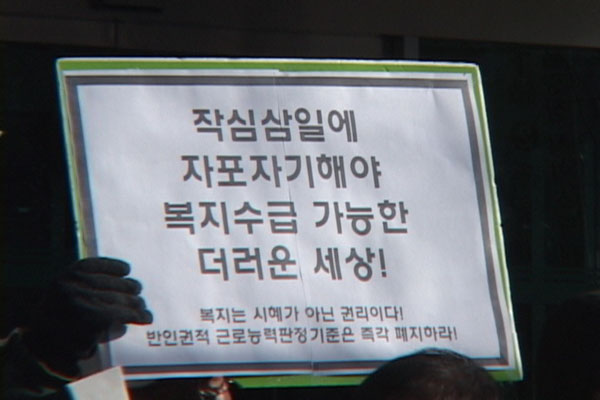 작심삼일에
자포자기해야
복지수급 가능한
더러운 세상!
복지는 시혜가 아닌 권리이다!
반인권적 근로능력판정기준은 즉각 폐지하라!